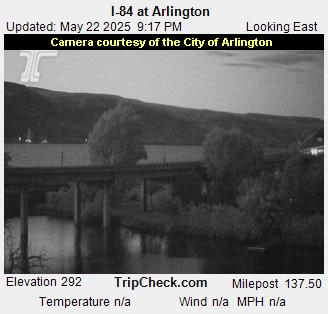 I-84 at Arlington
Updated: May 22 2025 9:17 PM Looking East
Camera courtesy of the City of Arlington
Elevation 292 TripCheck.com Milepost 137.50
Temperature n/a Wind n/a MPH n/a